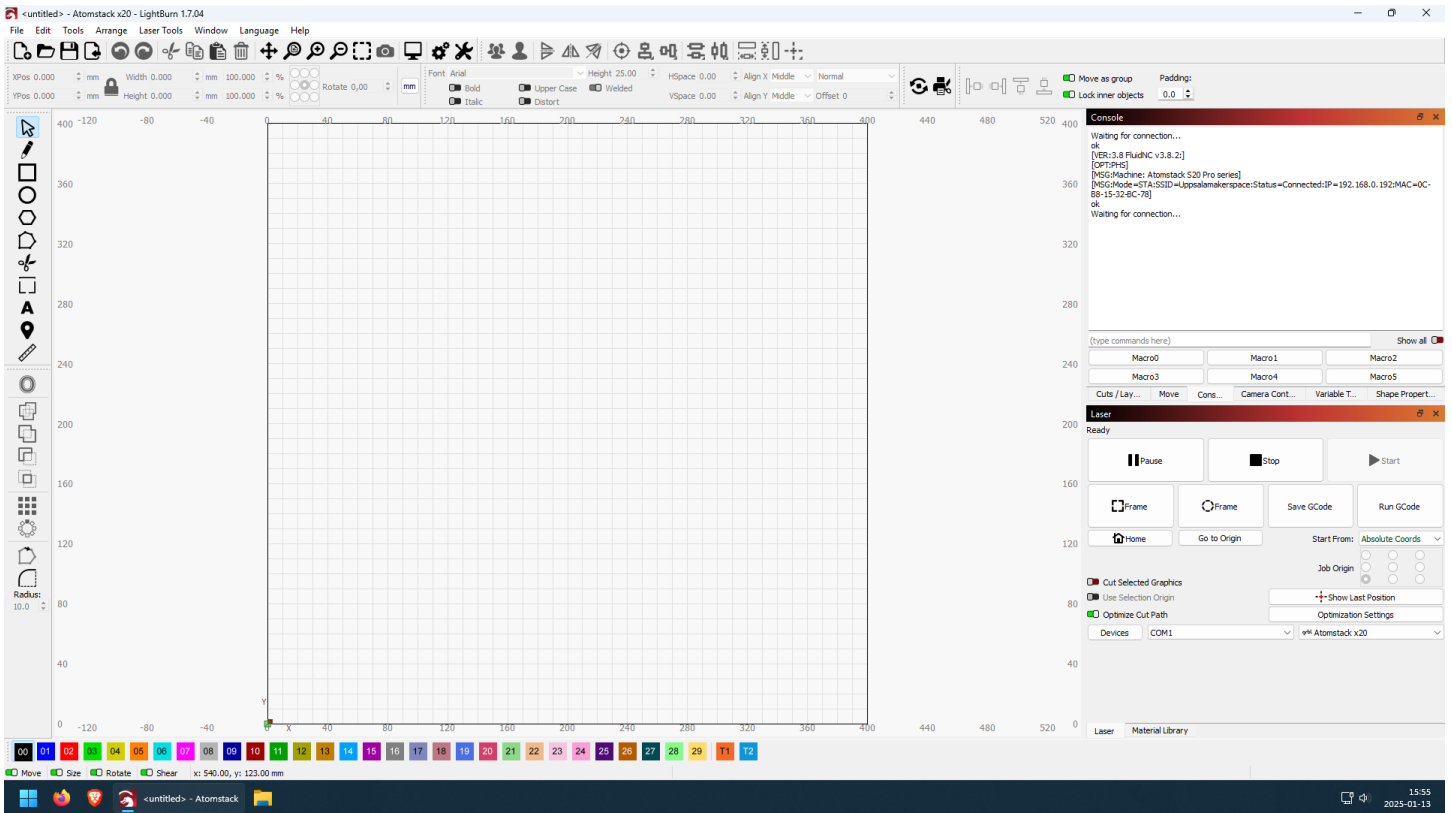 <untitled> - Atomstack x20 - LightBurn 1.7.04
File Edit Tools Arrange Laser Tools Window Language Help
XPos 0.000 mm Width 0.000 mm 100.000 % Rotate 0,00 mm
YPos 0.000 mm Height 0.000 mm 100.000 %
Font Arial Height 25.00 HSpace 0.00 Align X Middle Normal
Bold Upper Case Welded VSpace 0.00 Align Y Middle Offset 0
Italic Distort
Move as group Padding:
Lock inner objects 0.0
400 -120 -80 -40 0 40 80 120 160 200 240 280 320 360 400 440 480 520 400
360 360
320 320
280 280
240 240
200 200
160 160
120 120
80 80
40 40
Y
0 -120 -80 -40 0 X 40 80 120 160 200 240 280 320 360 400 440 480 520 0
A
Radius:
10.0
Console
Waiting for connection...
ok
[VER:3.8 FluidNC v3.8.2:]
[OPT:PHS]
[MSG:Machine: Atomstack S20 Pro series]
[MSG:Mode=STA:SSID=Uppsalamakerspace:Status=Connected:IP=192.168.0.192:MAC=0C-
B8-15-32-BC-78]
ok
Waiting for connection...
(type commands here) Show all
Macro0 Macro1 Macro2
Macro3 Macro4 Macro5
Cuts / Lay... Move Cons... Camera Cont... Variable T... Shape Propert...
Laser
Ready
Pause Stop Start
Frame Frame Save GCode Run GCode
Home Go to Origin Start From: Absolute Coords
Job Origin
Cut Selected Graphics
Use Selection Origin Show Last Position
Optimize Cut Path Optimization Settings
Devices COM1 Atomstack x20
Laser Material Library
00 01 02 03 04 05 06 07 08 09 10 11 12 13 14 15 16 17 18 19 20 21 22 23 24 25 26 27 28 29 T1 T2
Move Size Rotate Shear x: 540.00, y: 123.00 mm
<untitled> - Atomstack
15:55
2025-01-13